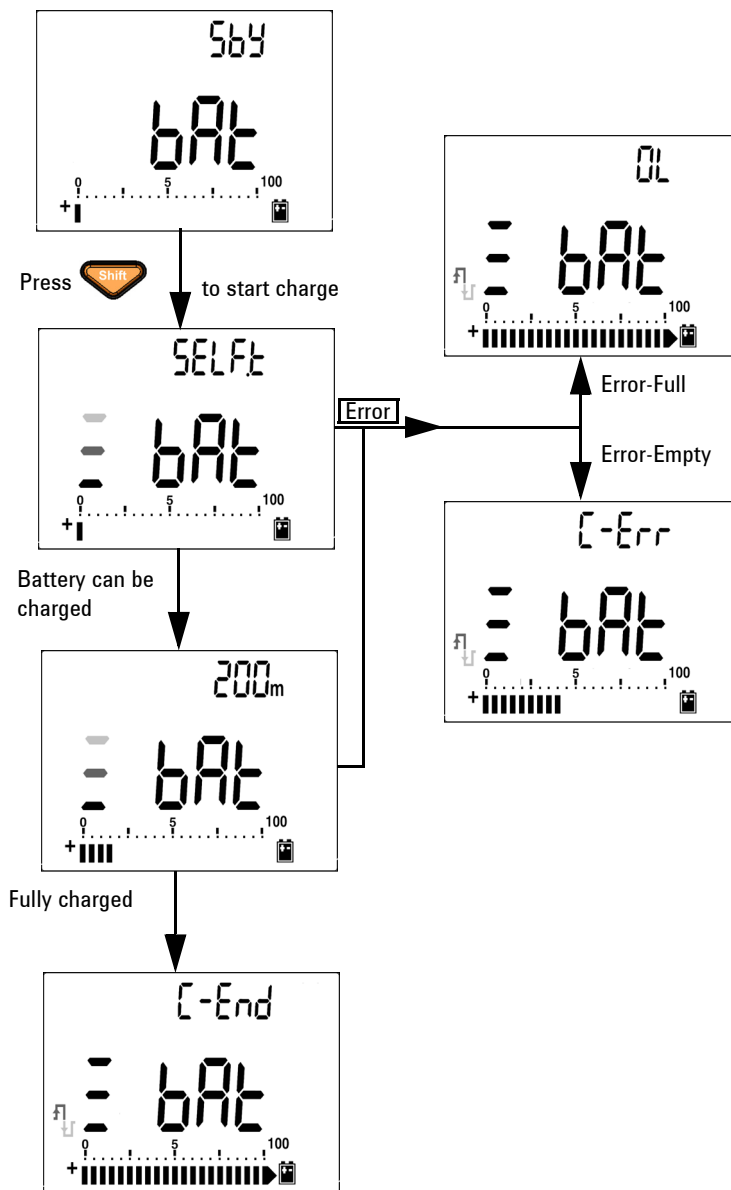 Sby
bAt
0 5 100
+
Press Shift to start charge
SELF.t
bAt
0 5 100
+
Error
OL
bAt
0 5 100
+
Error-Full
Error-Empty
C-Err
bAt
0 5 100
+
Battery can be
charged
200m
bAt
0 5 100
+
Fully charged
C-End
bAt
0 5 100
+